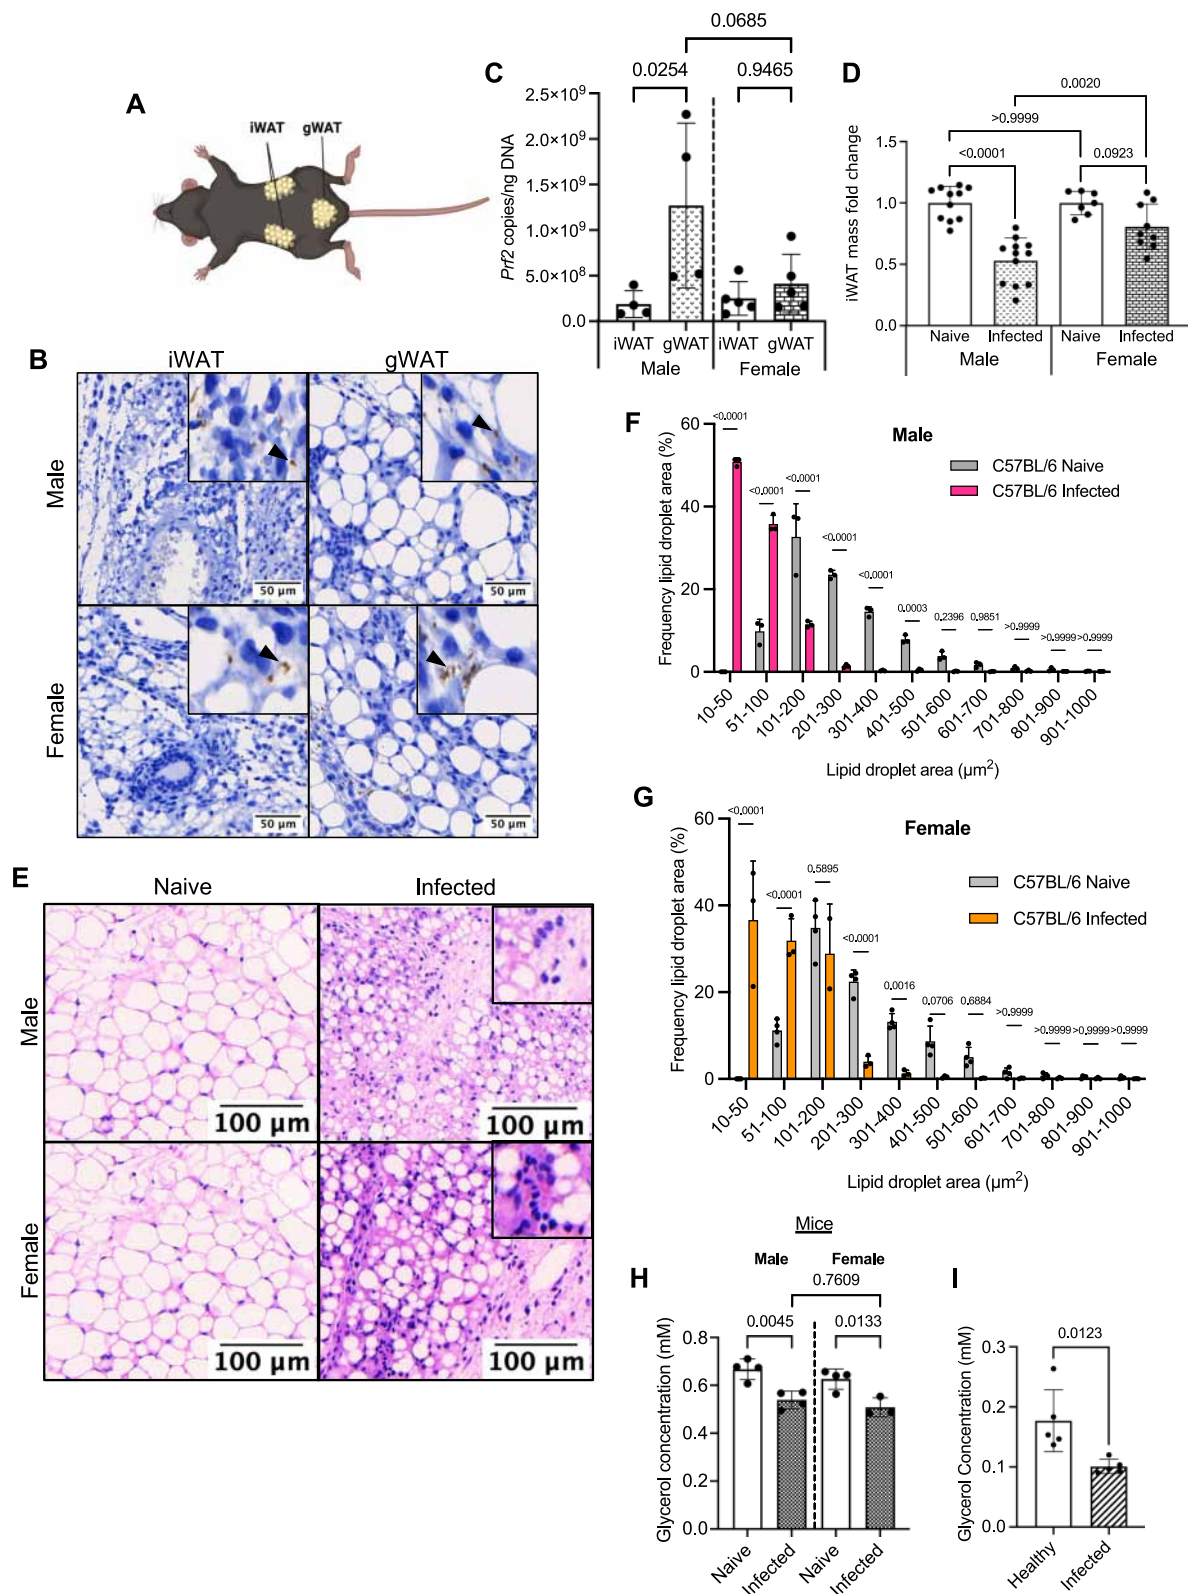 A
iWAT gWAT
B
iWAT gWAT
Male
Female
50 µm
50 µm
50 µm
50 µm
C
0.0685
0.0254
0.9465
Prf2 copies/ng DNA
2.5×10⁹
2.0×10⁹
1.5×10⁹
1.0×10⁹
5.0×10⁸
0.0
iWAT gWAT iWAT gWAT
Male Female
D
0.0020
>0.9999
<0.0001
0.0923
iWAT mass fold change
1.5
1.0
0.5
0.0
Naive Infected Naive Infected
Male Female
E
Naive Infected
Male
Female
100 µm
100 µm
100 µm
100 µm
F
Male
C57BL/6 Naive
C57BL/6 Infected
<0.0001
<0.0001
<0.0001
<0.0001
<0.0001
0.0003
0.2396
0.9851
>0.9999
>0.9999
>0.9999
Frequency lipid droplet area (%)
60
40
20
0
10-50
51-100
101-200
201-300
301-400
401-500
501-600
601-700
701-800
801-900
901-1000
Lipid droplet area (µm²)
G
Female
C57BL/6 Naive
C57BL/6 Infected
<0.0001
<0.0001
0.5895
<0.0001
0.0016
0.0706
0.6884
>0.9999
>0.9999
>0.9999
>0.9999
Frequency lipid droplet area (%)
60
40
20
0
10-50
51-100
101-200
201-300
301-400
401-500
501-600
601-700
701-800
801-900
901-1000
Lipid droplet area (µm²)
Mice
H
Male Female
0.7609
0.0045
0.0133
Glycerol concentration (mM)
0.8
0.6
0.4
0.2
0.0
Naive
Infected
Naive
Infected
I
0.0123
Glycerol Concentration (mM)
0.3
0.2
0.1
0.0
Healthy
Infected